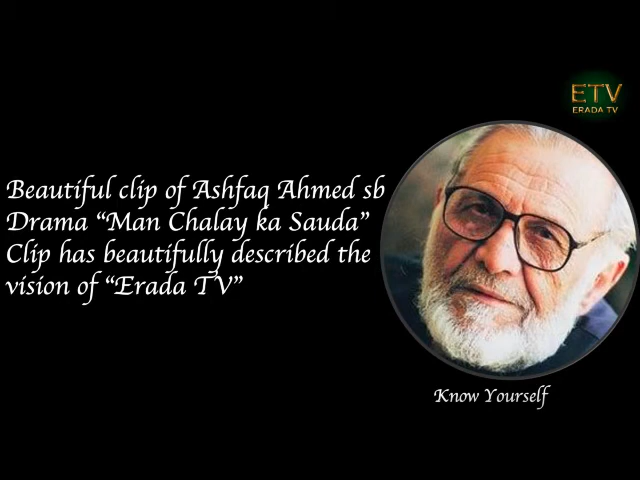 ETV
ERADA TV
Beautiful clip of Ashfaq Ahmed sb
Drama “Man Chalay ka Sauda”
Clip has beautifully described the
vision of “Erada TV”
Know Yourself